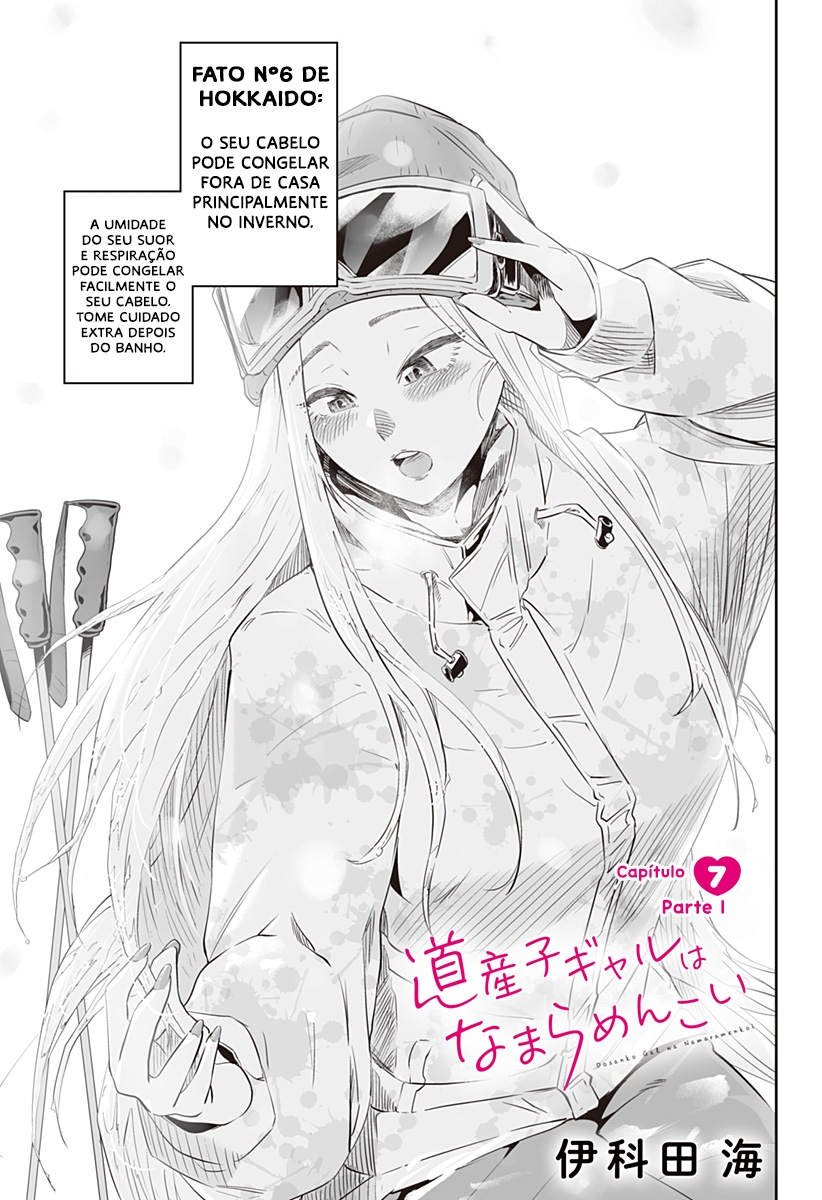 FATO Nº6 DE
HOKKAIDO:
O SEU CABELO
PODE CONGELAR
FORA DE CASA
PRINCIPALMENTE
NO INVERNO.
A UMIDADE
DO SEU SUOR
E RESPIRAÇÃO
PODE CONGELAR
FACILMENTE O
SEU CABELO.
TOME CUIDADO
EXTRA DEPOIS
DO BANHO.
Capítulo 7
Parte 1
道産子ギャルは
なまらめんこい
Dosanko Gal wa Namaramenkoi
伊科田 海